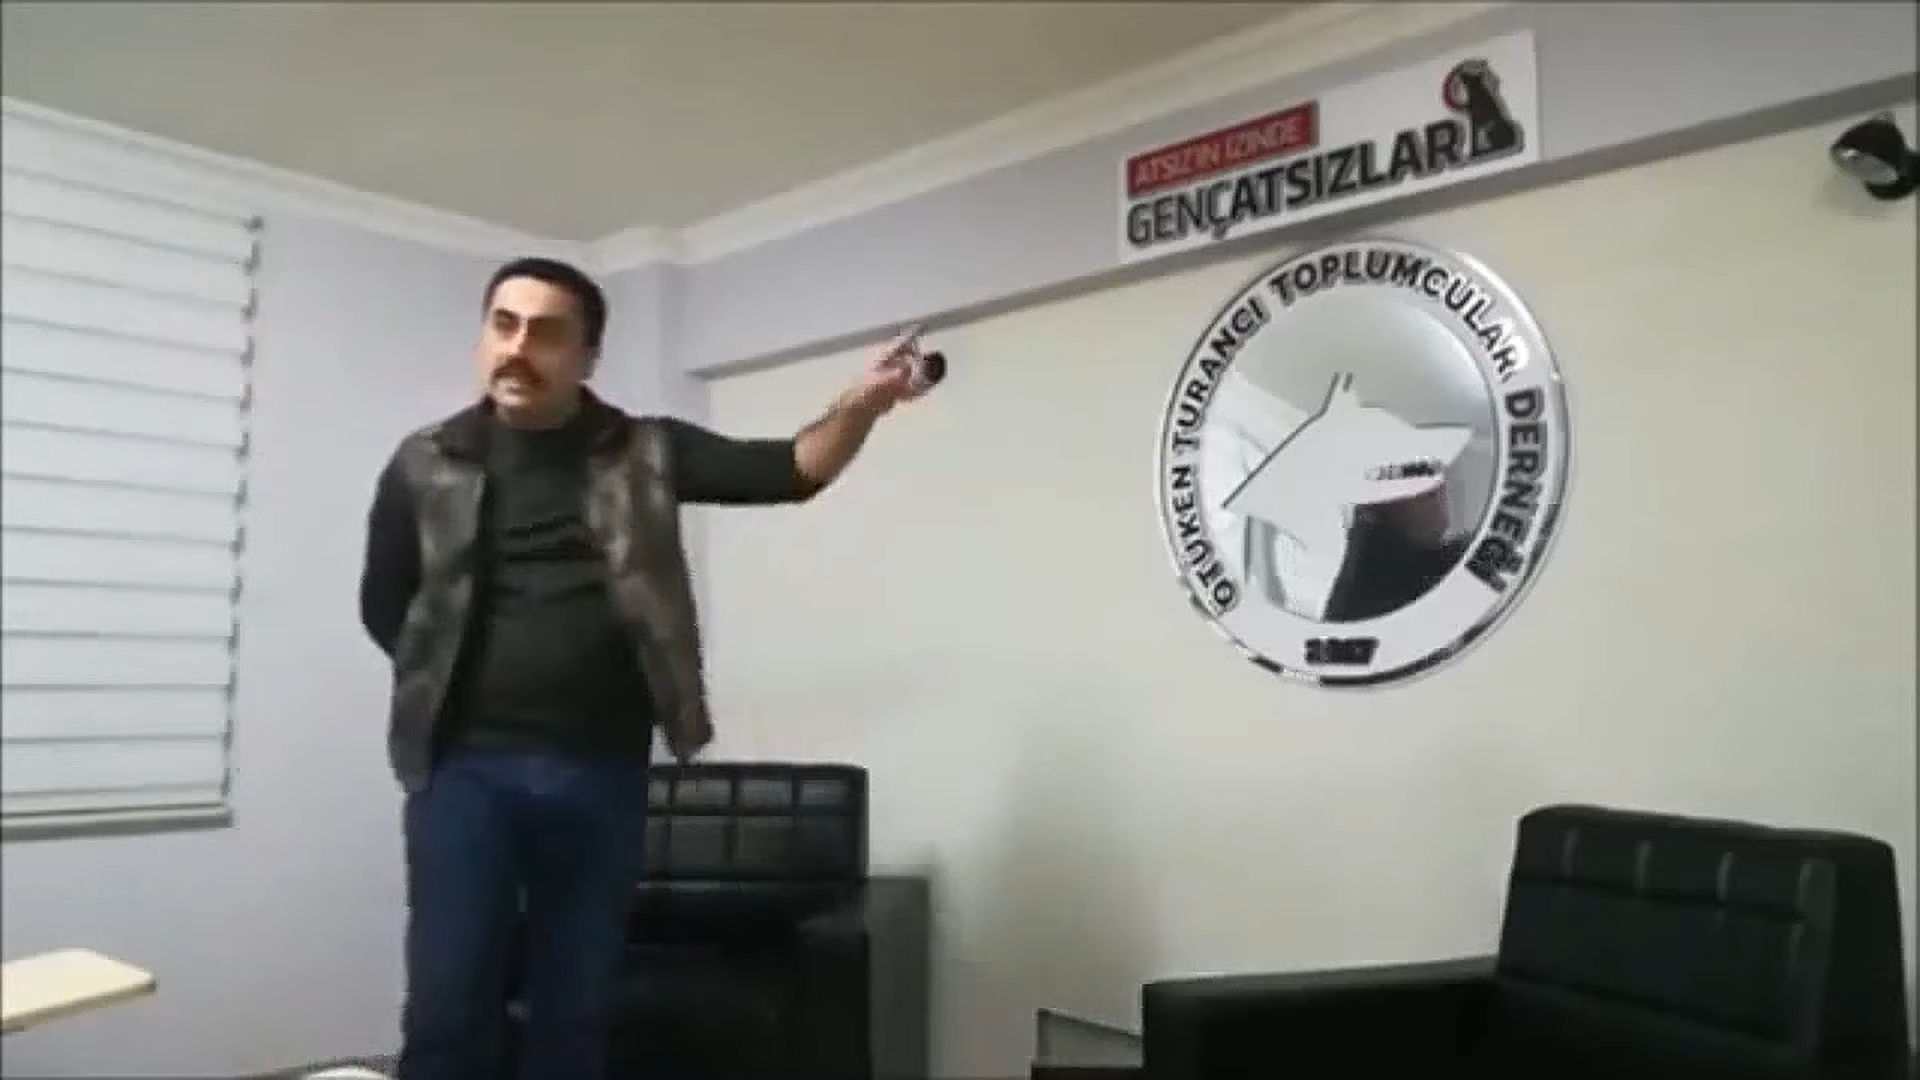 ATSIZ'IN İZİNDE
GENÇATSIZLAR
ÖTÜKEN TURANCI TOPLUMCULAR DERNEĞİ